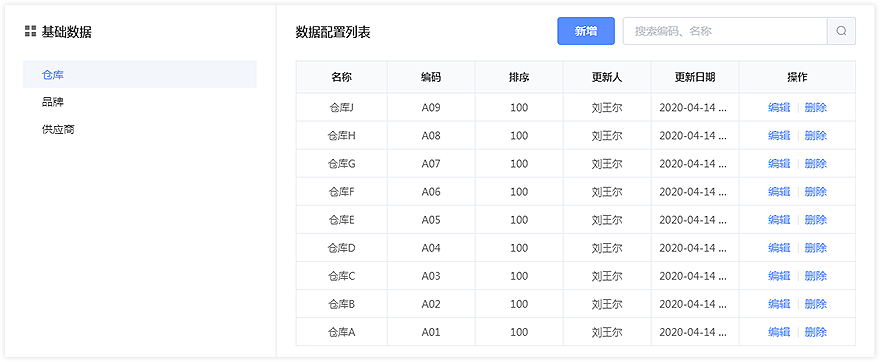 基础数据
仓库
品牌
供应商
数据配置列表
新增
搜索编码、名称
名称 编码 排序 更新人 更新日期 操作
仓库J A09 100 刘王尔 2020-04-14 ... 编辑 删除
仓库H A08 100 刘王尔 2020-04-14 ... 编辑 删除
仓库G A07 100 刘王尔 2020-04-14 ... 编辑 删除
仓库F A06 100 刘王尔 2020-04-14 ... 编辑 删除
仓库E A05 100 刘王尔 2020-04-14 ... 编辑 删除
仓库D A04 100 刘王尔 2020-04-14 ... 编辑 删除
仓库C A03 100 刘王尔 2020-04-14 ... 编辑 删除
仓库B A02 100 刘王尔 2020-04-14 ... 编辑 删除
仓库A A01 100 刘王尔 2020-04-14 ... 编辑 删除